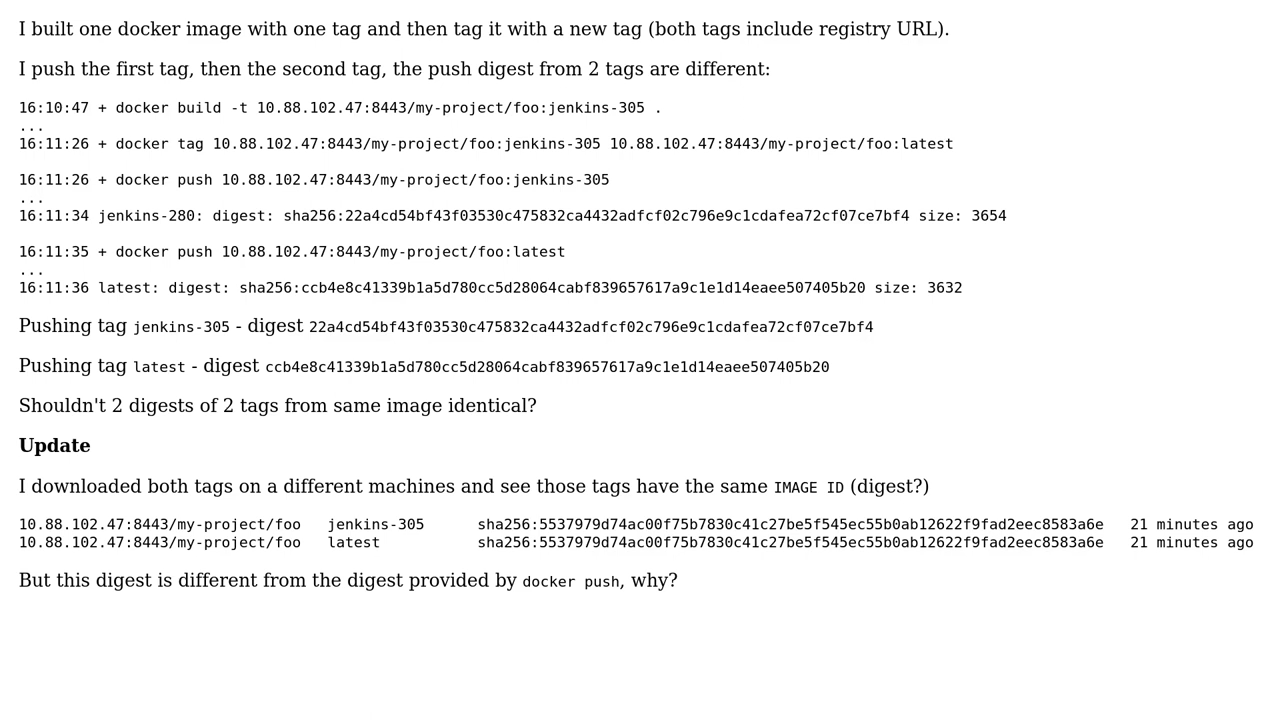 I built one docker image with one tag and then tag it with a new tag (both tags include registry URL).
I push the first tag, then the second tag, the push digest from 2 tags are different:
16:10:47 + docker build -t 10.88.102.47:8443/my-project/foo:jenkins-305 .
...
16:11:26 + docker tag 10.88.102.47:8443/my-project/foo:jenkins-305 10.88.102.47:8443/my-project/foo:latest
16:11:26 + docker push 10.88.102.47:8443/my-project/foo:jenkins-305
...
16:11:34 jenkins-280: digest: sha256:22a4cd54bf43f03530c475832ca4432adfcf02c796e9c1cdafea72cf07ce7bf4 size: 3654
16:11:35 + docker push 10.88.102.47:8443/my-project/foo:latest
...
16:11:36 latest: digest: sha256:ccb4e8c41339b1a5d780cc5d28064cabf839657617a9c1e1d14eaee507405b20 size: 3632
Pushing tag jenkins-305 - digest 22a4cd54bf43f03530c475832ca4432adfcf02c796e9c1cdafea72cf07ce7bf4
Pushing tag latest - digest ccb4e8c41339b1a5d780cc5d28064cabf839657617a9c1e1d14eaee507405b20
Shouldn't 2 digests of 2 tags from same image identical?
Update
I downloaded both tags on a different machines and see those tags have the same IMAGE ID (digest?)
10.88.102.47:8443/my-project/foo   jenkins-305      sha256:5537979d74ac00f75b7830c41c27be5f545ec55b0ab12622f9fad2eec8583a6e   21 minutes ago
10.88.102.47:8443/my-project/foo   latest           sha256:5537979d74ac00f75b7830c41c27be5f545ec55b0ab12622f9fad2eec8583a6e   21 minutes ago
But this digest is different from the digest provided by docker push, why?